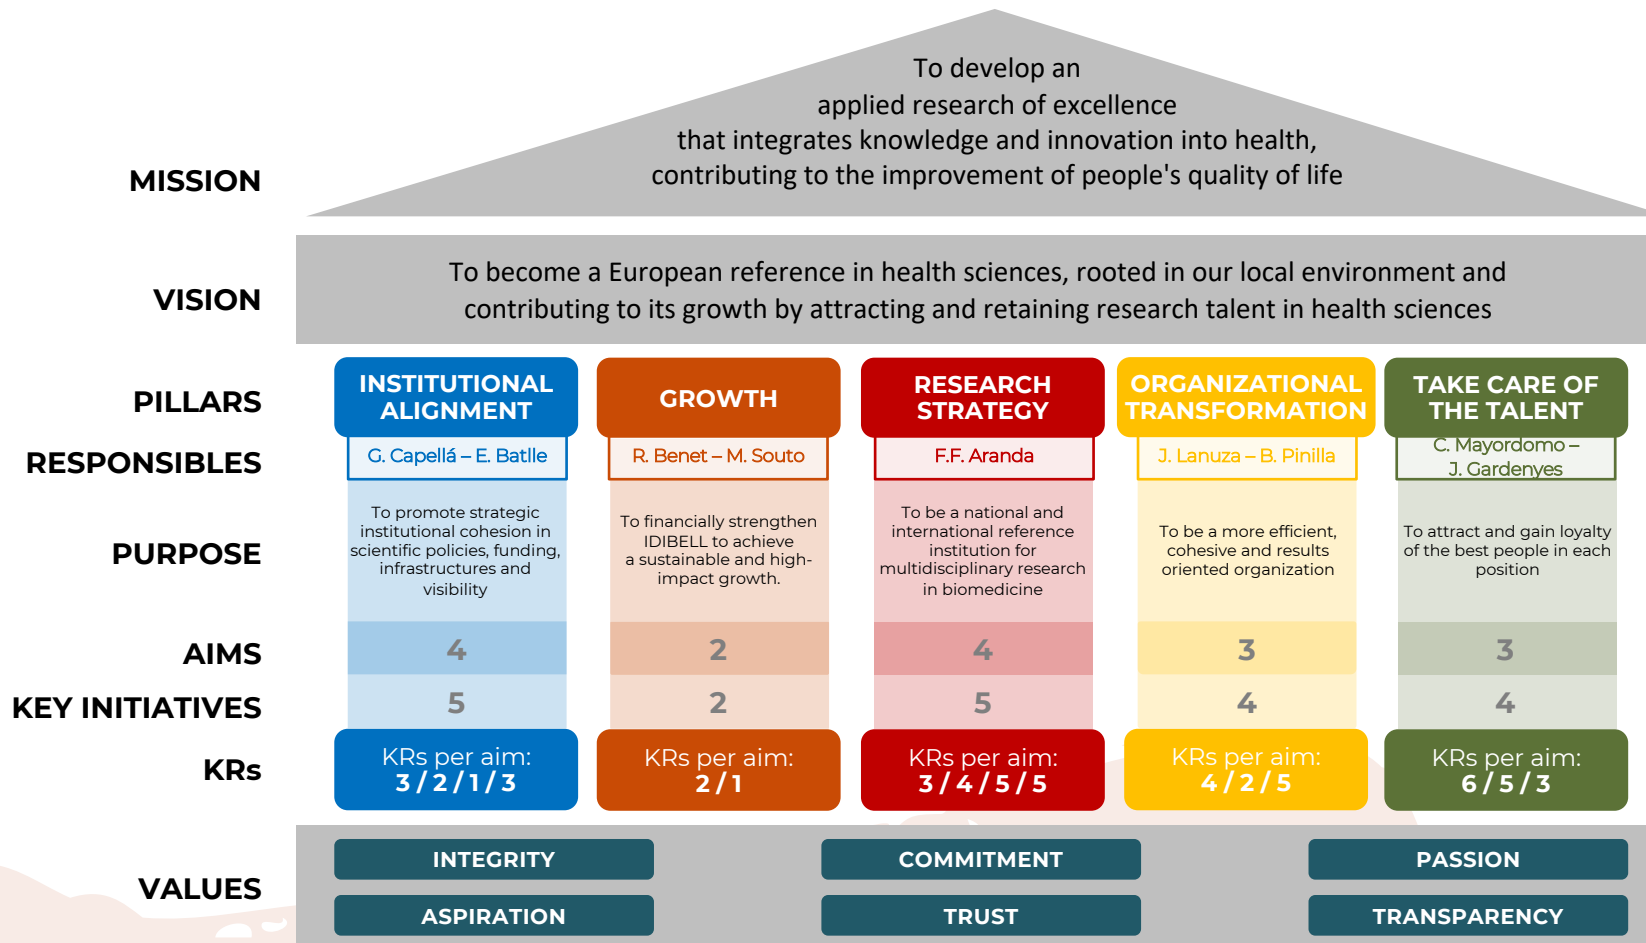 To develop an
applied research of excellence
that integrates knowledge and innovation into health,
contributing to the improvement of people's quality of life
MISSION
To become a European reference in health sciences, rooted in our local environment and
contributing to its growth by attracting and retaining research talent in health sciences
VISION
PILLARS
INSTITUTIONAL
ALIGNMENT
GROWTH
RESEARCH
STRATEGY
ORGANIZATIONAL
TRANSFORMATION
TAKE CARE OF
THE TALENT
RESPONSIBLES
G. Capellá – E. Batlle
R. Benet – M. Souto
F.F. Aranda
J. Lanuza – B. Pinilla
C. Mayordomo –
J. Gardenyes
PURPOSE
To promote strategic
institutional cohesion in
scientific policies, funding,
infrastructures and
visibility
To financially strengthen
IDIBELL to achieve
a sustainable and high-
impact growth.
To be a national and
international reference
institution for
multidisciplinary research
in biomedicine
To be a more efficient,
cohesive and results
oriented organization
To attract and gain loyalty
of the best people in each
position
AIMS
4
2
4
3
3
KEY INITIATIVES
5
2
5
4
4
KRs
KRs per aim:
3 / 2 / 1 / 3
KRs per aim:
2 / 1
KRs per aim:
3 / 4 / 5 / 5
KRs per aim:
4 / 2 / 5
KRs per aim:
6 / 5 / 3
VALUES
INTEGRITY
COMMITMENT
PASSION
ASPIRATION
TRUST
TRANSPARENCY